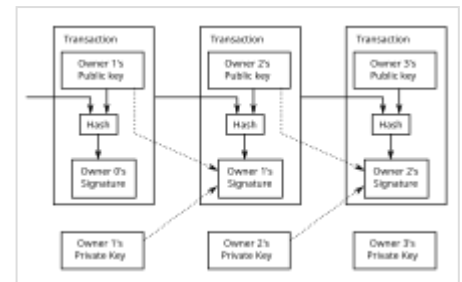 Transaction
Transaction
Transaction
Owner 1's
Public key
Owner 2's
Public key
Owner 3's
Public key
Hash
Hash
Hash
Owner 0's
Signature
Owner 1's
Signature
Owner 2's
Signature
Owner 1's
Private Key
Owner 2's
Private Key
Owner 3's
Private Key